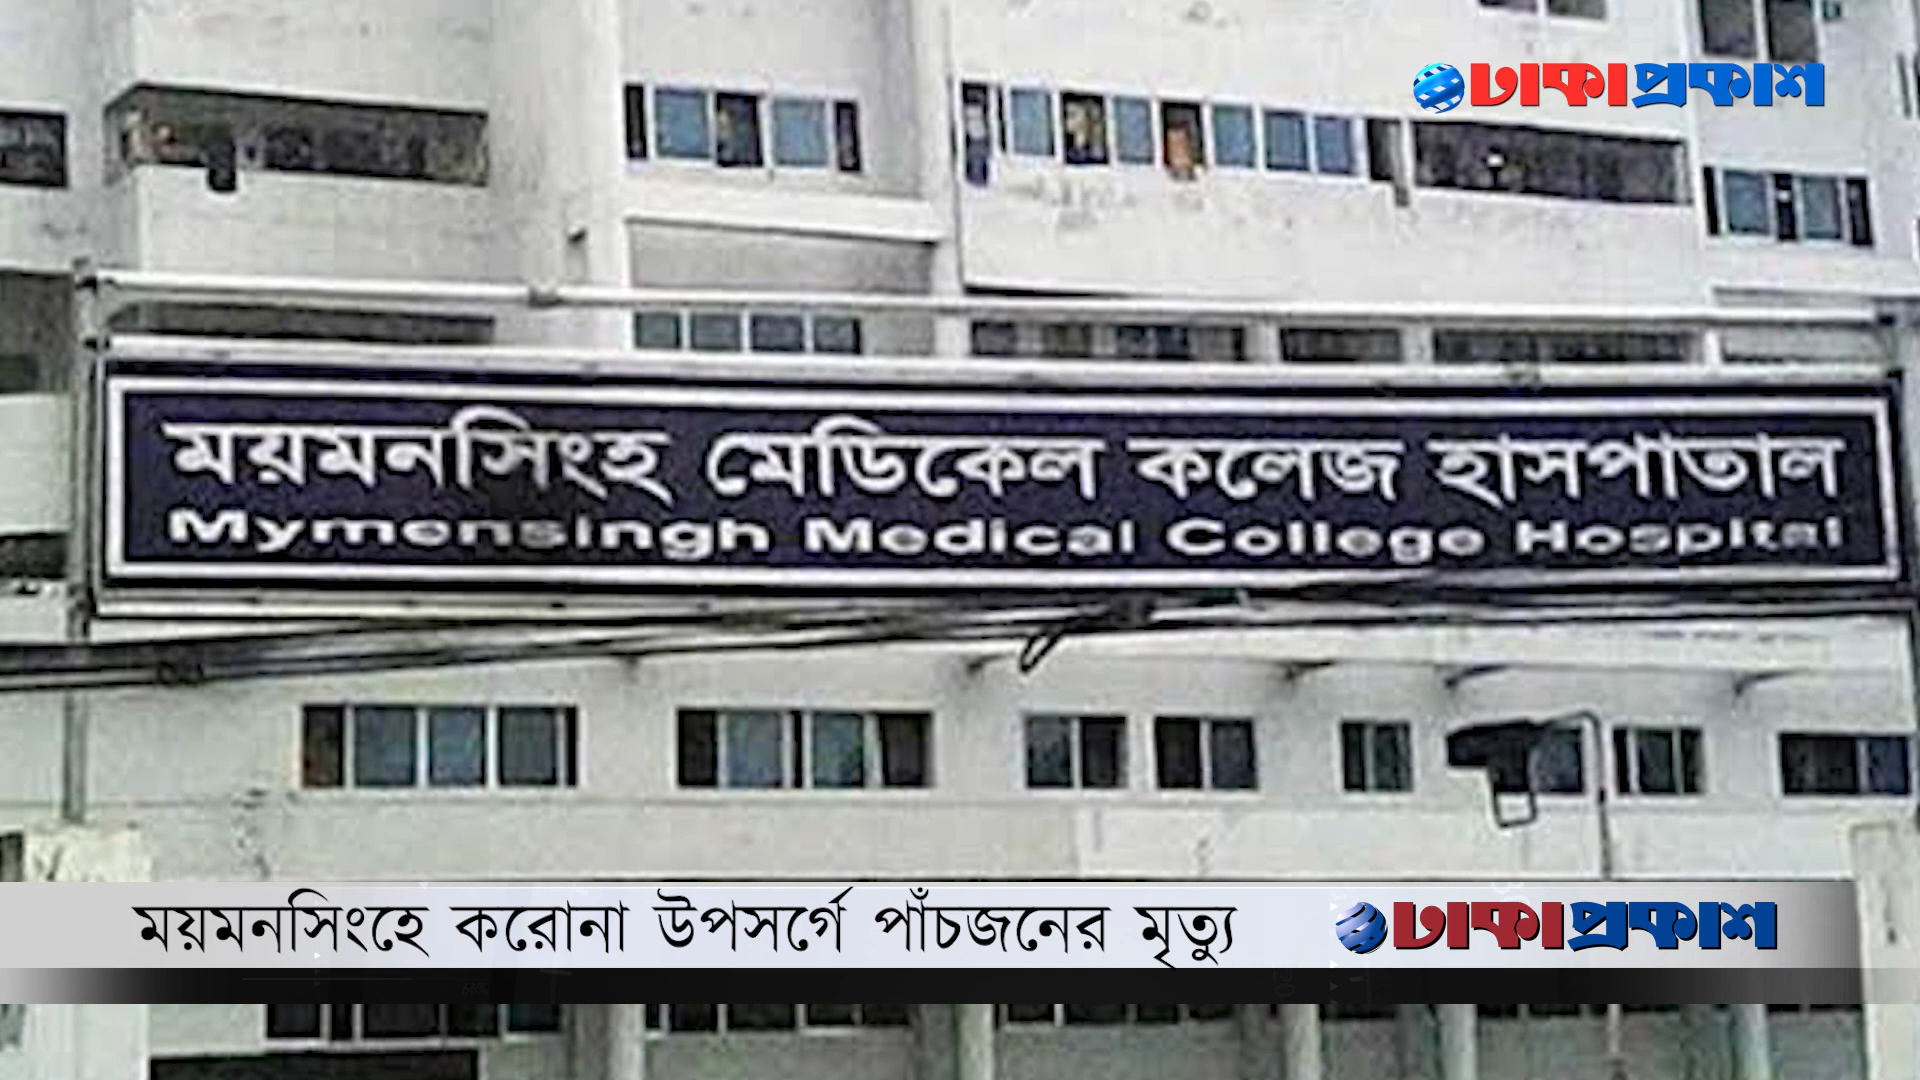 ঢাকাপ্রকাশ
ময়মনসিংহ মেডিকেল কলেজ হাসপাতাল
Mymensingh Medical College Hospital
ময়মনসিংহে করোনা উপসর্গে পাঁচজনের মৃত্যু
ঢাকাপ্রকাশ